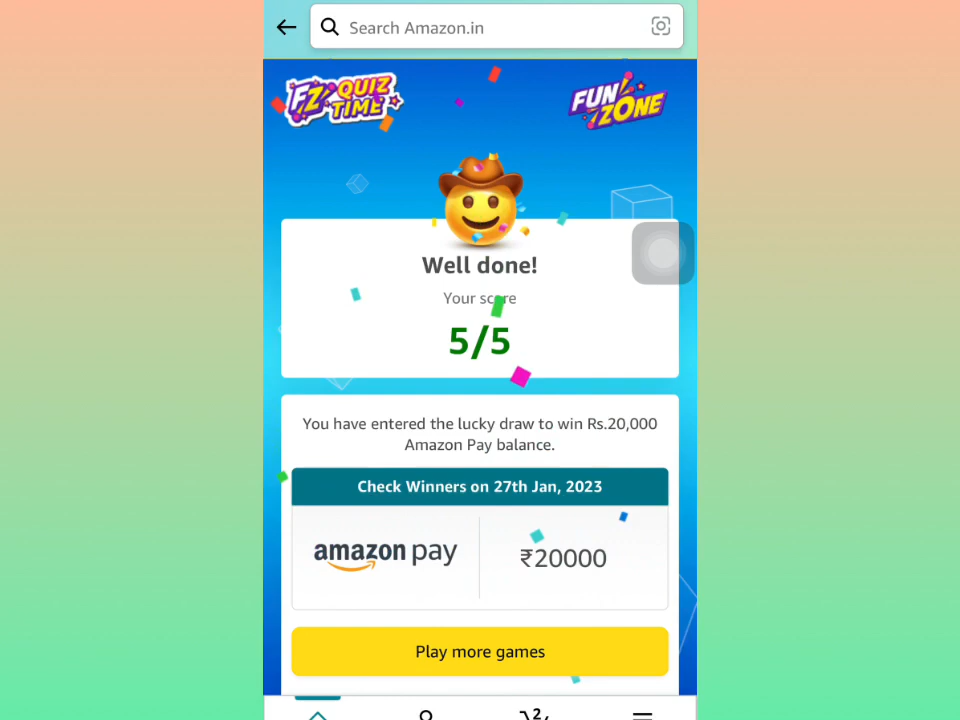 Search Amazon.in
FZ QUIZ
TIME
FUN
ZONE
Well done!
Your score
5/5
You have entered the lucky draw to win Rs.20,000
Amazon Pay balance.
Check Winners on 27th Jan, 2023
amazon pay
₹20000
Play more games
2